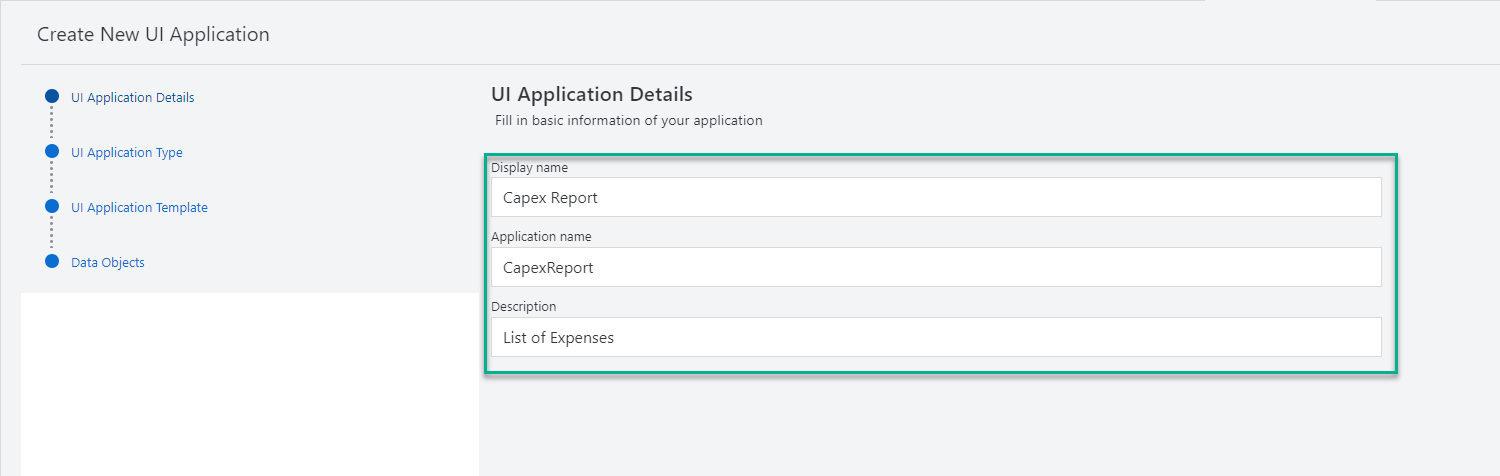 Create New UI Application
UI Application Details
UI Application Type
UI Application Template
Data Objects
UI Application Details
Fill in basic information of your application
Display name
Capex Report
Application name
CapexReport
Description
List of Expenses